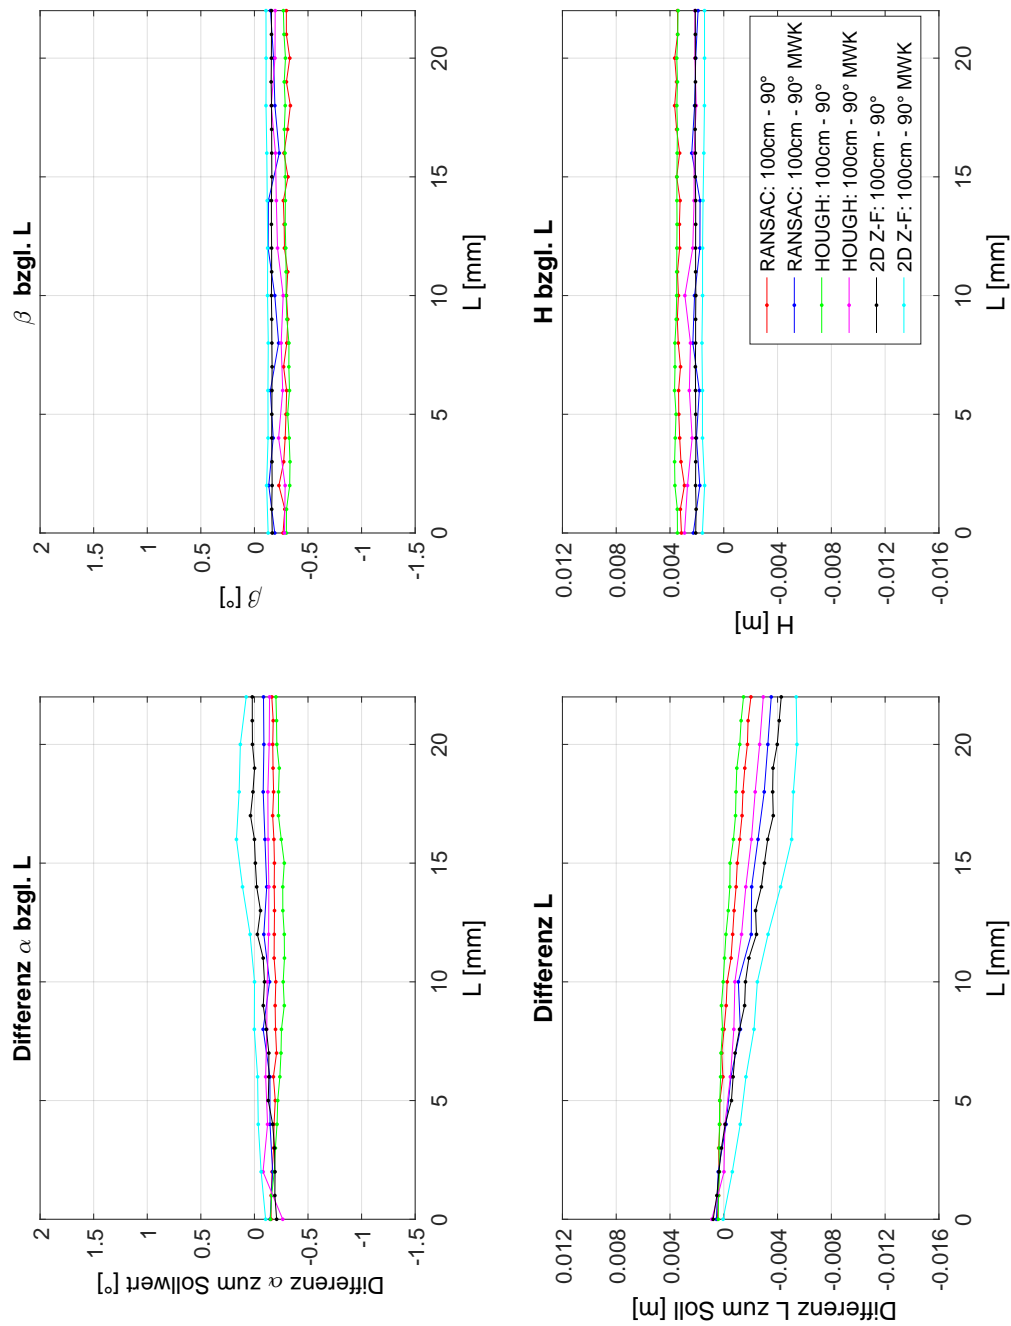 Differenz α bzgl. L
2
1.5
1
0.5
0
-0.5
-1
-1.5
Differenz α zum Sollwert [°]
0
5
10
15
20
L [mm]
β bzgl. L
2
1.5
1
0.5
0
-0.5
-1
-1.5
β [°]
0
5
10
15
20
L [mm]
Differenz L
0.012
0.008
0.004
0
-0.004
-0.008
-0.012
-0.016
Differenz L zum Soll [m]
0
5
10
15
20
L [mm]
H bzgl. L
0.012
0.008
0.004
0
-0.004
-0.008
-0.012
-0.016
H [m]
0
5
10
15
20
L [mm]
RANSAC: 100cm - 90°
RANSAC: 100cm - 90° MWK
HOUGH: 100cm - 90°
HOUGH: 100cm - 90° MWK
2D Z-F: 100cm - 90°
2D Z-F: 100cm - 90° MWK